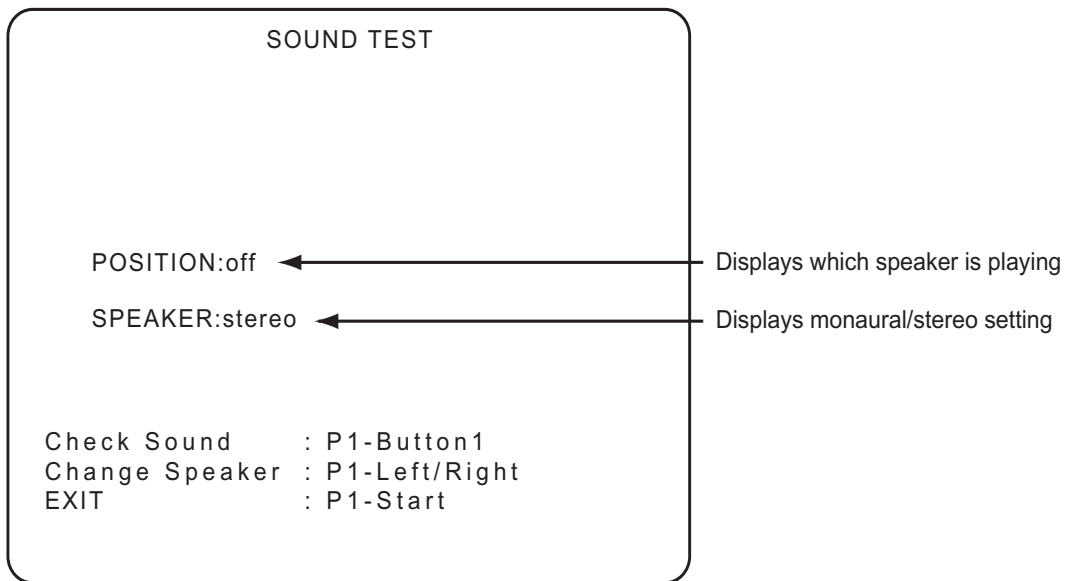 SOUND TEST
POSITION:off
Displays which speaker is playing
SPEAKER:stereo
Displays monaural/stereo setting
Check Sound : P1-Button1
Change Speaker : P1-Left/Right
EXIT : P1-Start